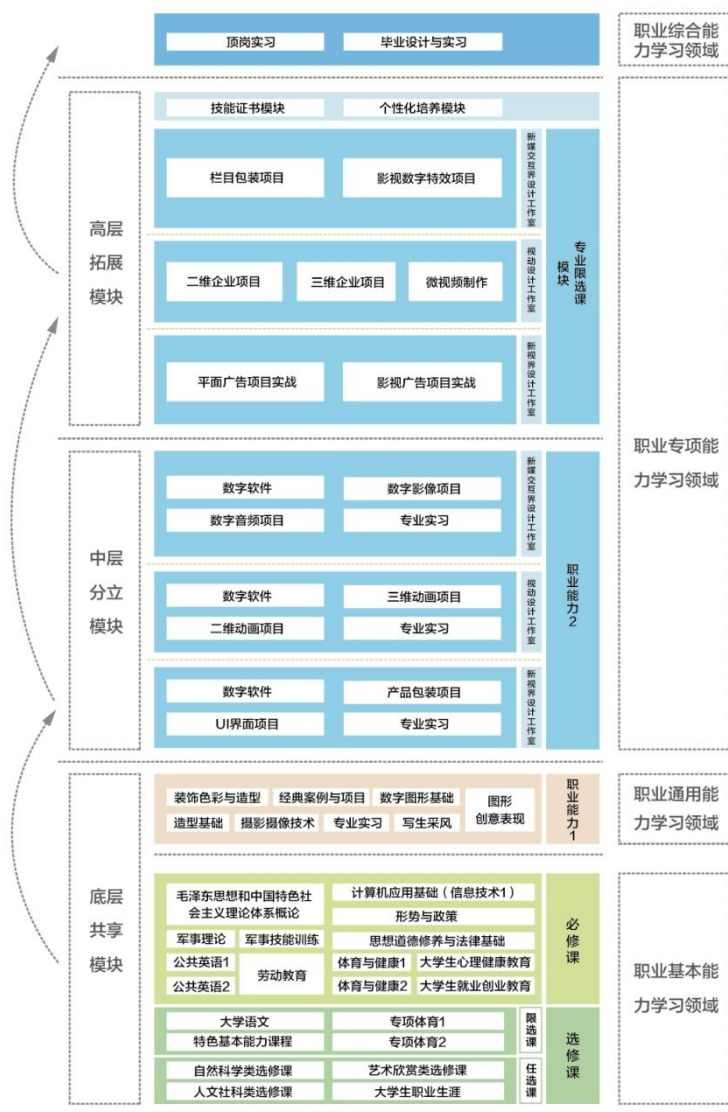 顶岗实习
毕业设计与实习
职业综合能
力学习领域
高层
拓展
模块
技能证书模块
个性化培养模块
栏目包装项目
影视数字特效项目
新媒交互界设计工作室
二维企业项目
三维企业项目
微视频制作
视动设计工作室
平面广告项目实战
影视广告项目实战
新视界设计工作室
专业限选课
模块
职业专项能
力学习领域
中层
分立
模块
数字软件
数字影像项目
数字音频项目
专业实习
新媒交互界设计工作室
数字软件
三维动画项目
二维动画项目
专业实习
视动设计工作室
数字软件
产品包装项目
UI界面项目
专业实习
新视界设计工作室
职业能力2
底层
共享
模块
装饰色彩与造型
经典案例与项目
数字图形基础
图形
创意表现
造型基础
摄影摄像技术
专业实习
写生采风
职业能力1
职业通用能
力学习领域
毛泽东思想和中国特色社
会主义理论体系概论
计算机应用基础（信息技术1）
形势与政策
军事理论
军事技能训练
思想道德修养与法律基础
公共英语1
公共英语2
劳动教育
体育与健康1
大学生心理健康教育
体育与健康2
大学生就业创业教育
必修课
大学语文
专项体育1
特色基本能力课程
专项体育2
限选课
自然科学类选修课
艺术欣赏类选修课
人文社科类选修课
大学生职业生涯
任选课
选修课
职业基本能
力学习领域